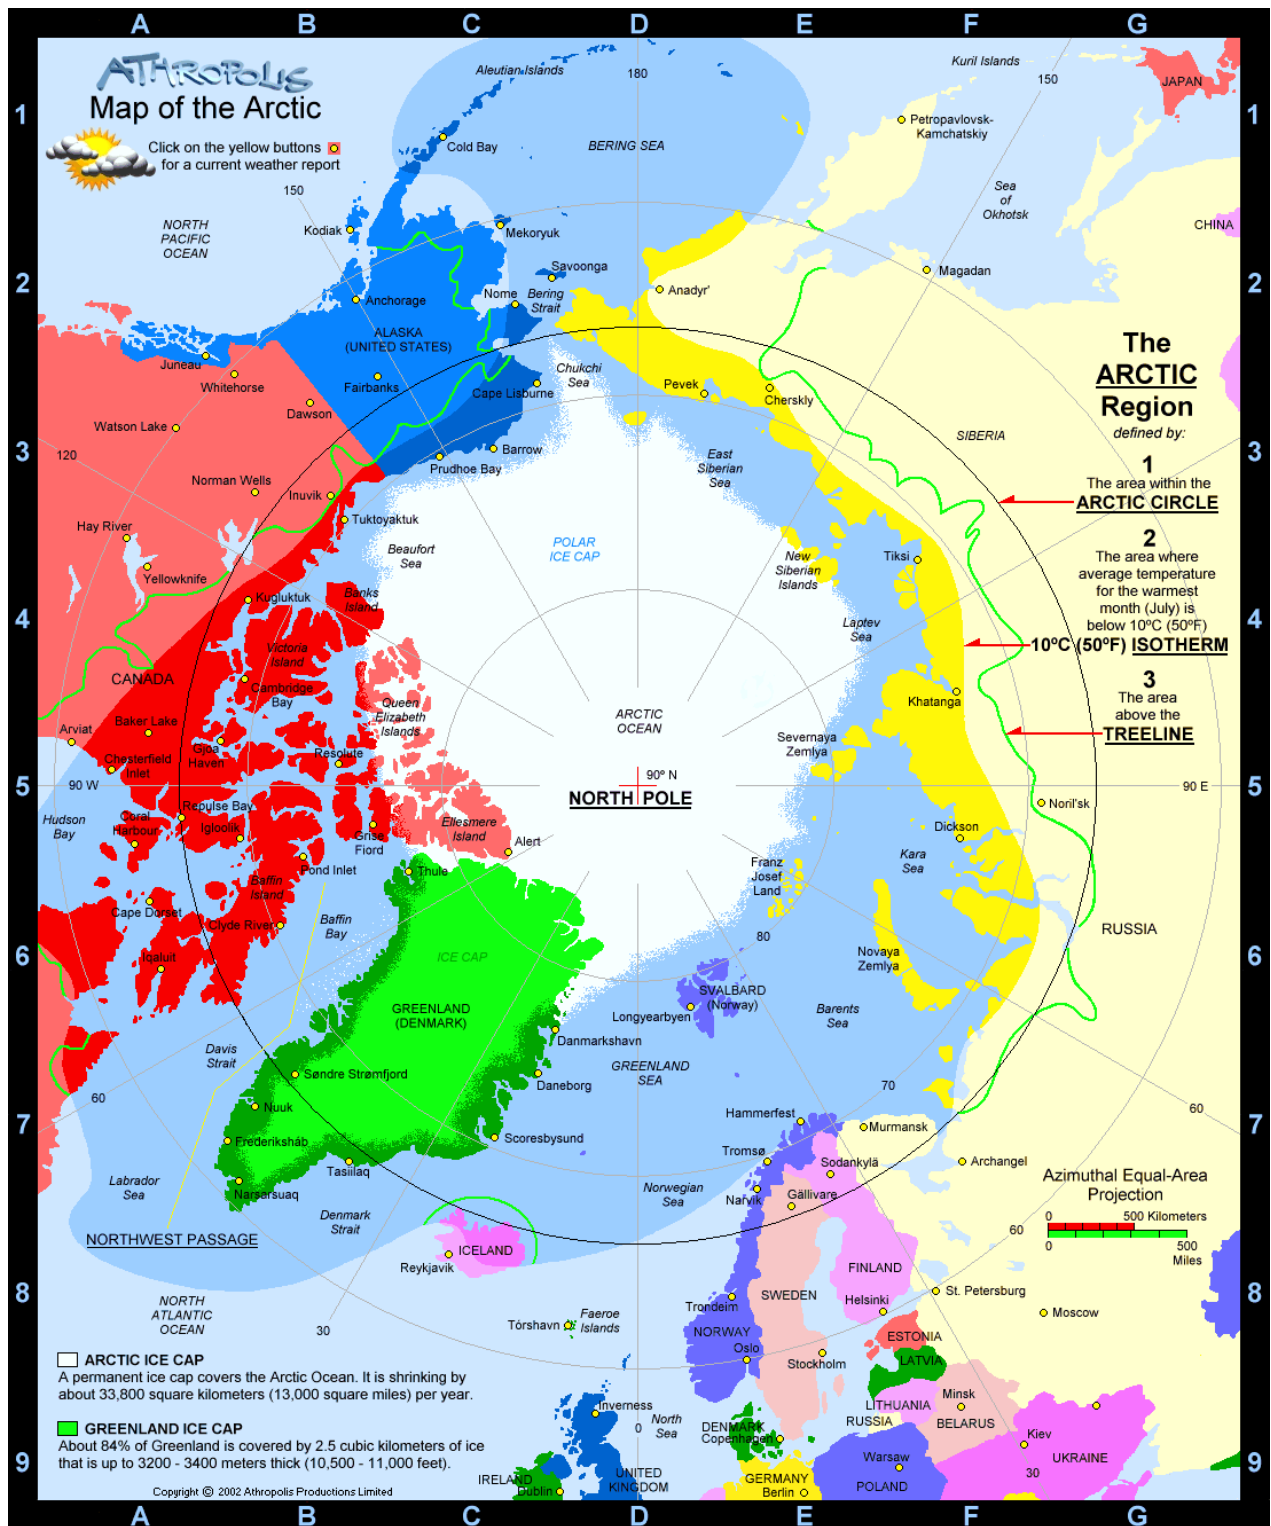 A B C D E F G
ATHROPOLIS
Map of the Arctic
Click on the yellow buttons
for a current weather report
1
2
3
4
5
6
7
8
9
1
2
3
4
5
6
7
8
9
Aleutian Islands
180
Kuril Islands
150
JAPAN
Petropavlovsk-
Kamchatskiy
Cold Bay
BERING SEA
150
Sea
of
Okhotsk
NORTH
PACIFIC
OCEAN
Kodiak
Mekoryuk
CHINA
Savoonga
Magadan
Anchorage
Nome
Bering
Strait
Anadyr'
ALASKA
(UNITED STATES)
Juneau
Whitehorse
Fairbanks
Chukchi
Sea
Cape Lisburne
Pevek
Cherskly
Dawson
The
ARCTIC
Region
defined by:
1
The area within the
ARCTIC CIRCLE
2
The area where
average temperature
for the warmest
month (July) is
below 10ºC (50ºF)
10ºC (50ºF) ISOTHERM
3
The area
above the
TREELINE
Watson Lake
120
SIBERIA
Barrow
Prudhoe Bay
East
Siberian
Sea
Norman Wells
Inuvik
Tuktoyaktuk
Hay River
Beaufort
Sea
POLAR
ICE CAP
New
Siberian
Islands
Tiksi
Yellowknife
Kugluktuk
Banks
Island
Laptev
Sea
Victoria
Island
CANADA
Cambridge
Bay
Khatanga
Queen
Elizabeth
Islands
ARCTIC
OCEAN
Arviat
Baker Lake
Gjoa
Haven
Resolute
Severnaya
Zemlya
Chesterfield
Inlet
90º N
NORTH POLE
90 W
90 E
Repulse Bay
Noril'sk
Hudson
Bay
Coral
Harbour
Igloolik
Grise
Fiord
Ellesmere
Island
Alert
Dickson
Kara
Sea
Pond Inlet
Thule
Franz
Josef
Land
Baffin
Island
Cape Dorset
Clyde River
Baffin
Bay
RUSSIA
80
Iqaluit
ICE CAP
Novaya
Zemlya
SVALBARD
(Norway)
GREENLAND
(DENMARK)
Longyearbyen
Barents
Sea
Danmarkshavn
Davis
Strait
GREENLAND
SEA
Søndre Strømfjord
Daneborg
70
60
Nuuk
Hammerfest
60
Murmansk
Frederikshåb
Scoresbysund
Tromsø
Sodankylä
Archangel
Tasiilaq
Labrador
Sea
Narsarsuaq
Norwegian
Sea
Narvik
Gällivare
Azimuthal Equal-Area
Projection
0 500 Kilometers
0 500
Miles
60
Denmark
Strait
NORTHWEST PASSAGE
ICELAND
Reykjavik
FINLAND
SWEDEN
St. Petersburg
NORTH
ATLANTIC
OCEAN
Trondeim
Helsinki
Moscow
30
Tórshavn
Faeroe
Islands
NORWAY
Oslo
ESTONIA
Stockholm
LATVIA
ARCTIC ICE CAP
A permanent ice cap covers the Arctic Ocean. It is shrinking by
about 33,800 square kilometers (13,000 square miles) per year.
Minsk
LITHUANIA
Inverness
North
Sea
0
RUSSIA
BELARUS
DENMARK
Copenhagen
GREENLAND ICE CAP
About 84% of Greenland is covered by 2.5 cubic kilometers of ice
that is up to 3200 - 3400 meters thick (10,500 - 11,000 feet).
Kiev
Warsaw
UKRAINE
30
IRELAND
Dublin
UNITED
KINGDOM
GERMANY
Berlin
POLAND
Copyright © 2002 Athropolis Productions Limited
A B C D E F G